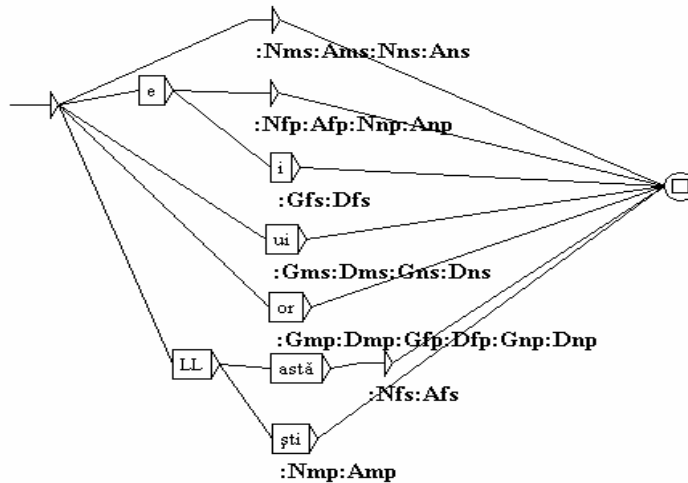 :Nms:Ams:Nns:Ans
e
:Nfp:Afp:Nnp:Anp
i
:Gfs:Dfs
ui
:Gms:Dms:Gns:Dns
or
:Gmp:Dmp:Gfp:Dfp:Gnp:Dnp
LL
astă
:Nfs:Afs
ști
:Nmp:Amp